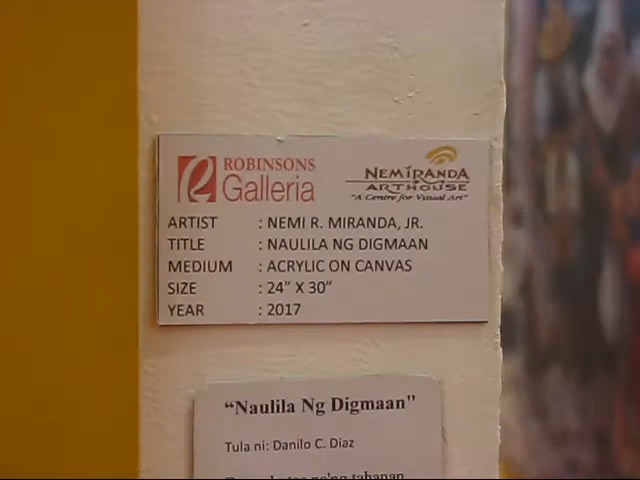 ROBINSONS
Galleria
NEMIRANDA
ARTHOUSE
"A Centre for Visual Art"
ARTIST : NEMI R. MIRANDA, JR.
TITLE : NAULILA NG DIGMAAN
MEDIUM : ACRYLIC ON CANVAS
SIZE : 24" X 30"
YEAR : 2017
"Naulila Ng Digmaan"
Tula ni: Danilo C. Diaz
tahanan